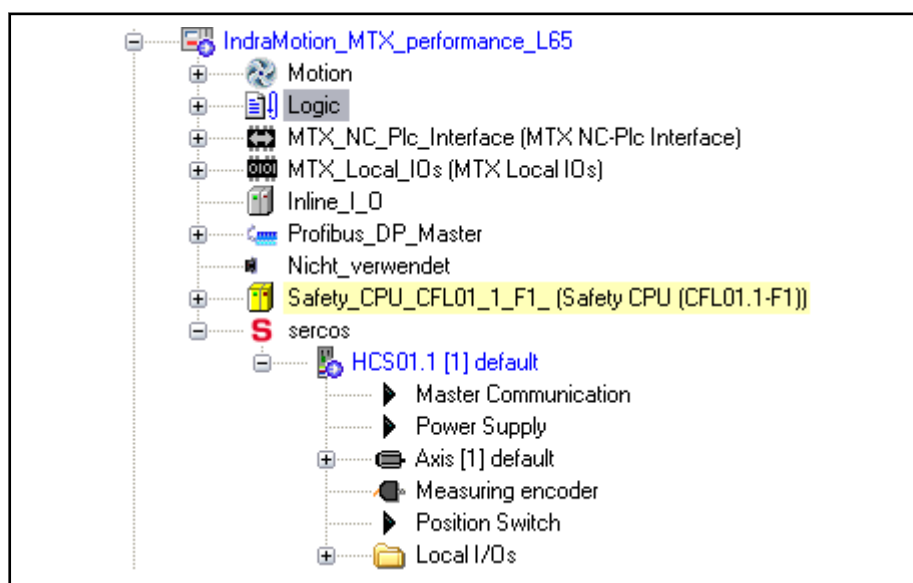 IndraMotion_MTX_performance_L65
Motion
Logic
MTX_NC_Plc_Interface (MTX NC-Plc Interface)
MTX_Local_IOs (MTX Local IOs)
Inline_I_O
Profibus_DP_Master
Nicht_verwendet
Safety_CPU_CFL01_1_F1_ (Safety CPU (CFL01.1-F1))
S sercos
HCS01.1 [1] default
Master Communication
Power Supply
Axis [1] default
Measuring encoder
Position Switch
Local I/Os